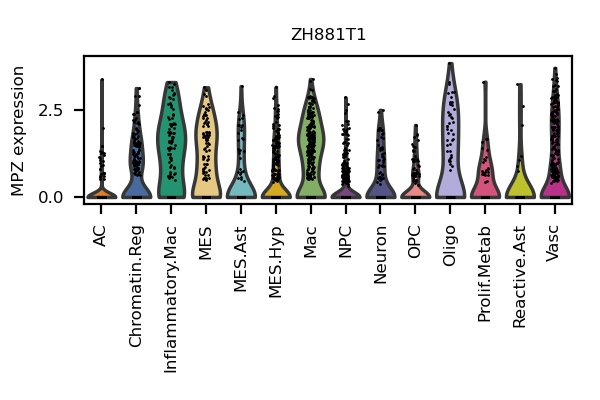 ZH881T1
MPZ expression
2.5
0.0
AC
Chromatin.Reg
Inflammatory.Mac
MES
MES.Ast
MES.Hyp
Mac
NPC
Neuron
OPC
Oligo
Prolif.Metab
Reactive.Ast
Vasc